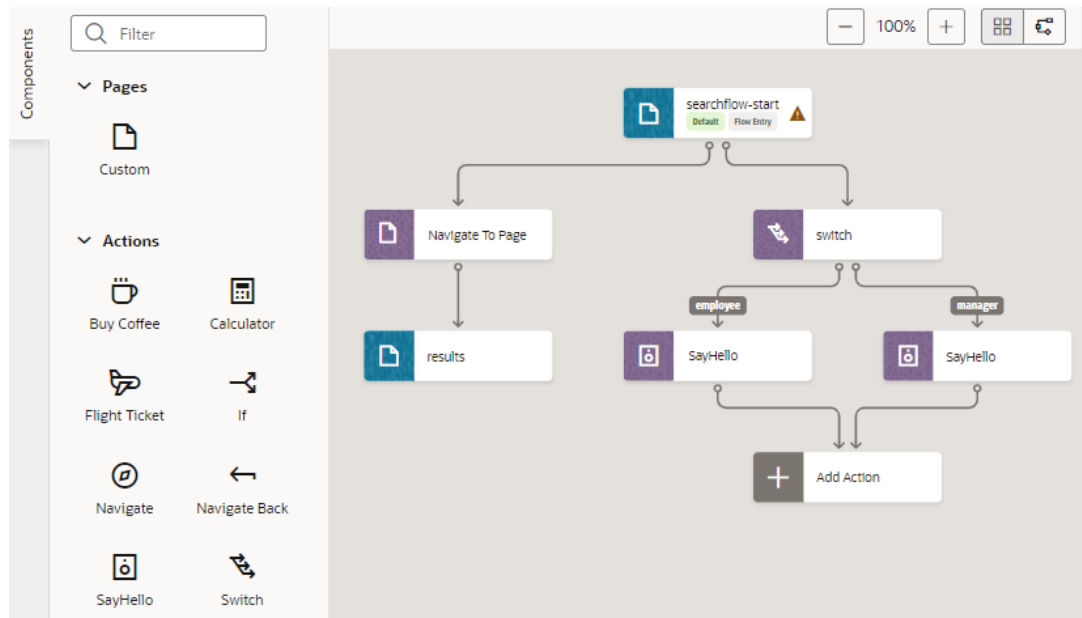 Components
Filter
100%
Pages
Custom
Actions
Buy Coffee
Calculator
Flight Ticket
If
Navigate
Navigate Back
SayHello
Switch
searchflow-start
Default
Flow Entry
Navigate To Page
switch
employee
manager
results
SayHello
SayHello
Add Action